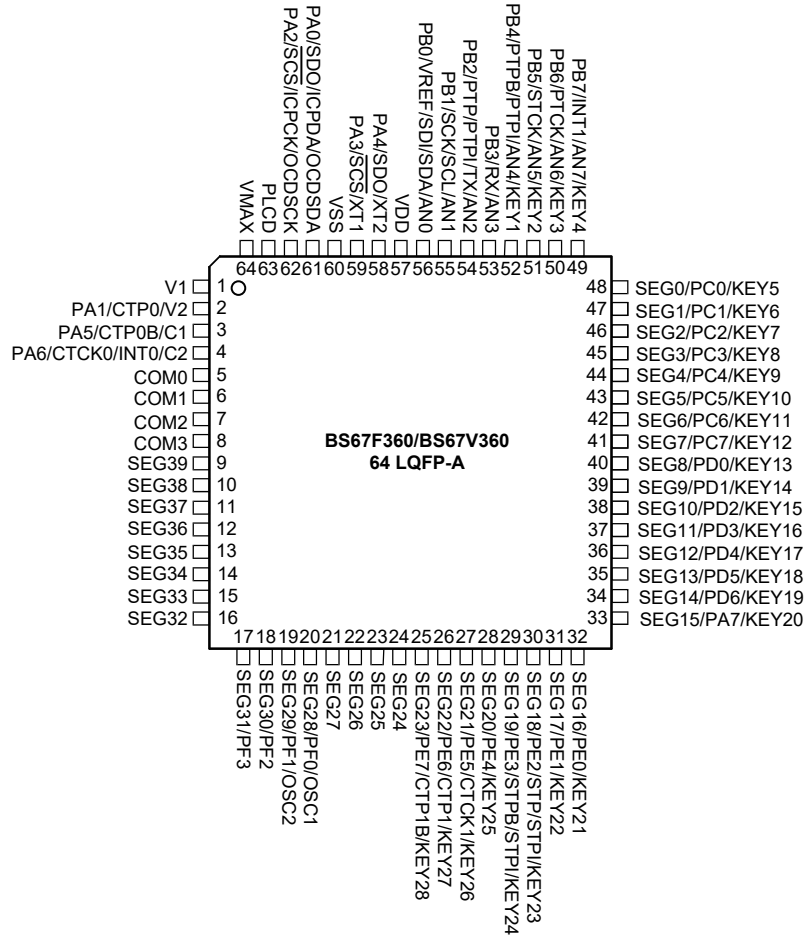 PA0/SDO/ICPDA/OCDSDA
PA2/SCS/ICPCK/OCDSCK
PLCD
VMAX
PB7/INT1/AN7/KEY4
PB6/PTCK/AN6/KEY3
PB5/STCK/AN5/KEY2
PB4/PTPB/PTPI/AN4/KEY1
PB3/RX/AN3
PB2/PTP/PTPI/TX/AN2
PB1/SCK/SCL/AN1
PB0/VREF/SDI/SDA/AN0
VDD
PA4/SDO/XT2
PA3/SCS/XT1
VSS
64 63 62 61 60 59 58 57 56 55 54 53 52 51 50 49
V1 1
PA1/CTP0/V2 2
PA5/CTP0B/C1 3
PA6/CTCK0/INT0/C2 4
COM0 5
COM1 6
COM2 7
COM3 8
SEG39 9
SEG38 10
SEG37 11
SEG36 12
SEG35 13
SEG34 14
SEG33 15
SEG32 16
BS67F360/BS67V360
64 LQFP-A
48 SEG0/PC0/KEY5
47 SEG1/PC1/KEY6
46 SEG2/PC2/KEY7
45 SEG3/PC3/KEY8
44 SEG4/PC4/KEY9
43 SEG5/PC5/KEY10
42 SEG6/PC6/KEY11
41 SEG7/PC7/KEY12
40 SEG8/PD0/KEY13
39 SEG9/PD1/KEY14
38 SEG10/PD2/KEY15
37 SEG11/PD3/KEY16
36 SEG12/PD4/KEY17
35 SEG13/PD5/KEY18
34 SEG14/PD6/KEY19
33 SEG15/PA7/KEY20
17 18 19 20 21 22 23 24 25 26 27 28 29 30 31 32
SEG31/PF3
SEG30/PF2
SEG29/PF1/OSC2
SEG28/PF0/OSC1
SEG27
SEG26
SEG25
SEG24
SEG23/PE7/CTP1B/KEY28
SEG22/PE6/CTP1/KEY27
SEG21/PE5/CTCK1/KEY26
SEG20/PE4/KEY25
SEG19/PE3/STPB/STPI/KEY24
SEG18/PE2/STP/STPI/KEY23
SEG17/PE1/KEY22
SEG16/PE0/KEY21